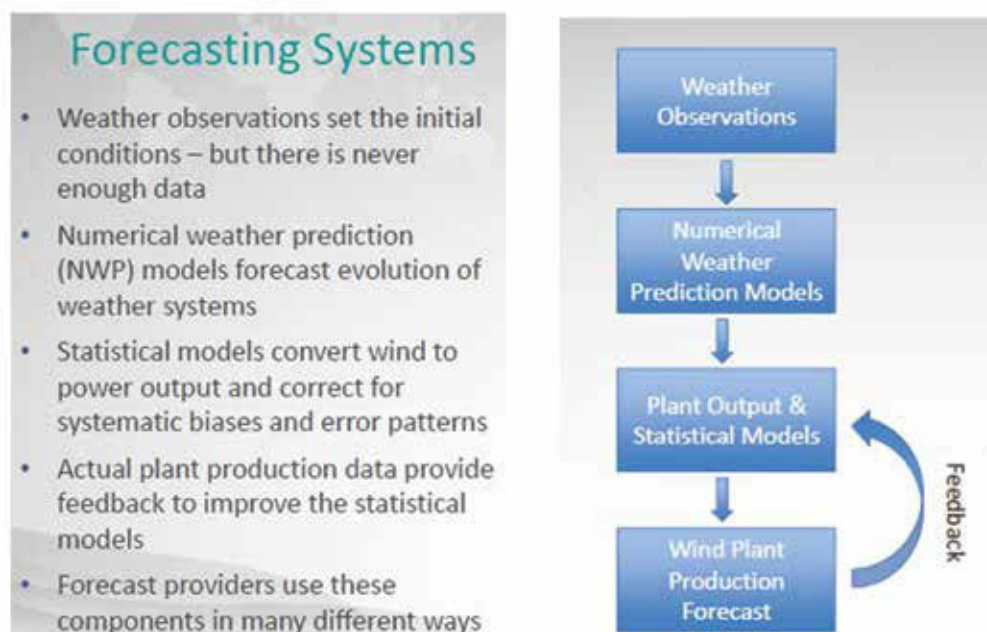 Forecasting Systems
• Weather observations set the initial
conditions – but there is never
enough data
• Numerical weather prediction
(NWP) models forecast evolution of
weather systems
• Statistical models convert wind to
power output and correct for
systematic biases and error patterns
• Actual plant production data provide
feedback to improve the statistical
models
• Forecast providers use these
components in many different ways
Weather
Observations
Numerical
Weather
Prediction Models
Plant Output &
Statistical Models
Feedback
Wind Plant
Production
Forecast